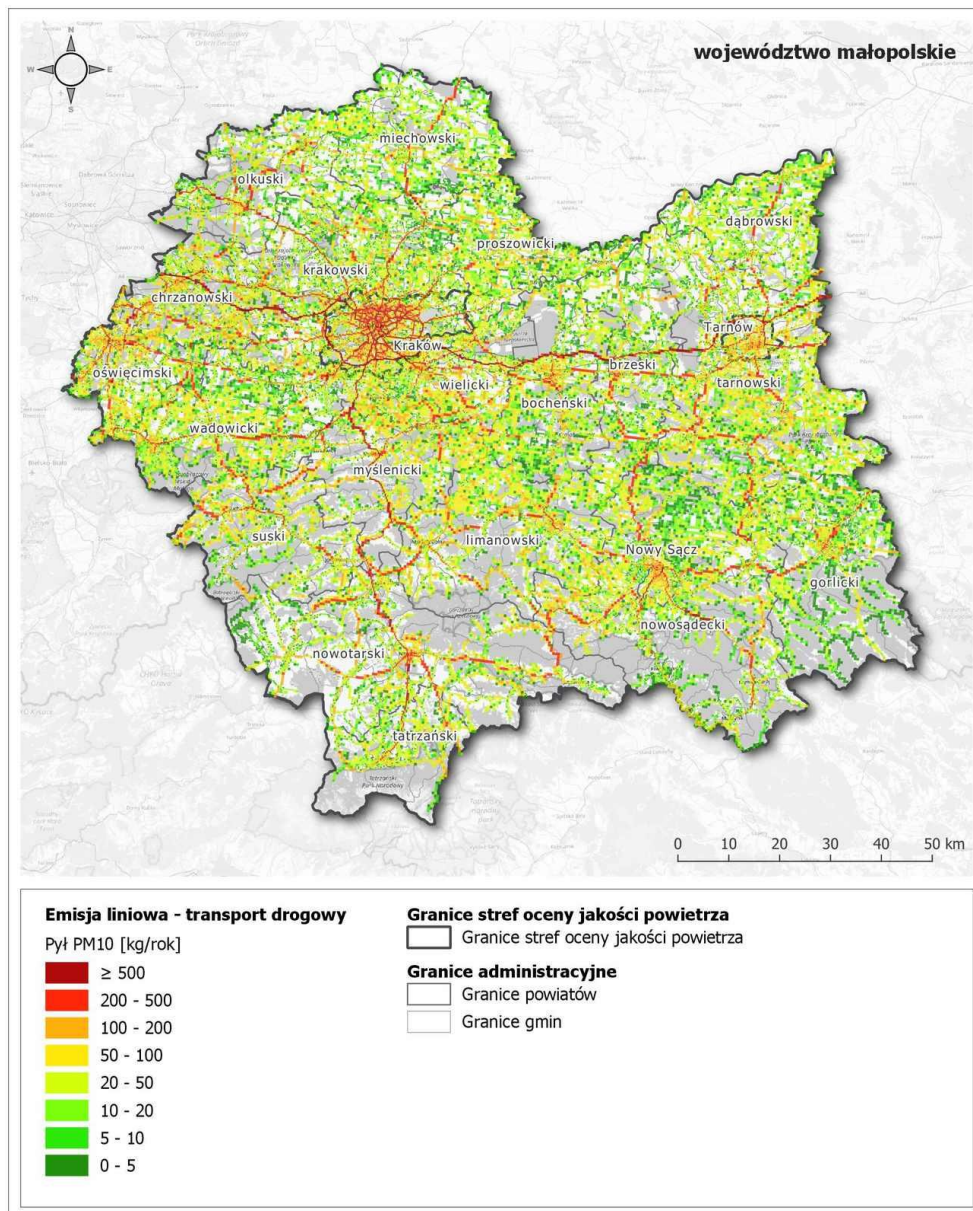 województwo małopolskie
N
W
E
S
miechowski
olkuski
dąbrowski
proszowicki
krakowski
chrzanowski
Tarnów
Kraków
brzeski
oświęcimski
wielicki
tarnowski
bocheński
wadowicki
myślenicki
suski
limanowski
Nowy Sącz
gorlicki
nowosądecki
nowotarski
tatrzański
Tatrzański
Park Narodowy
0 10 20 30 40 50 km
Emisja liniowa - transport drogowy
Pył PM10 [kg/rok]
≥ 500
200 - 500
100 - 200
50 - 100
20 - 50
10 - 20
5 - 10
0 - 5
Granice stref oceny jakości powietrza
Granice stref oceny jakości powietrza
Granice administracyjne
Granice powiatów
Granice gmin